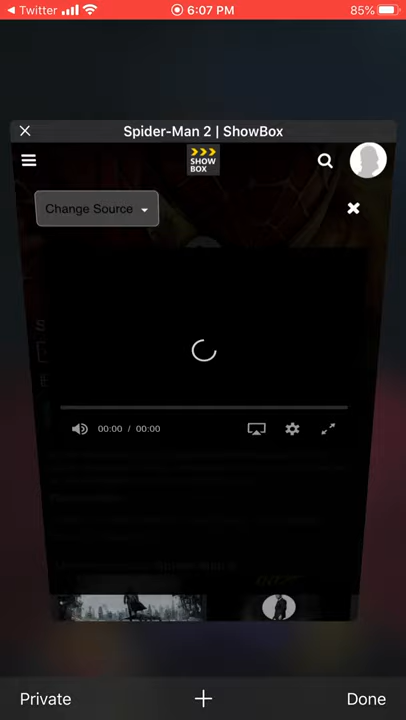 Twitter 6:07 PM 85%
Spider-Man 2 | ShowBox
SHOW
BOX
Change Source
00:00 / 00:00
007
Private
Done